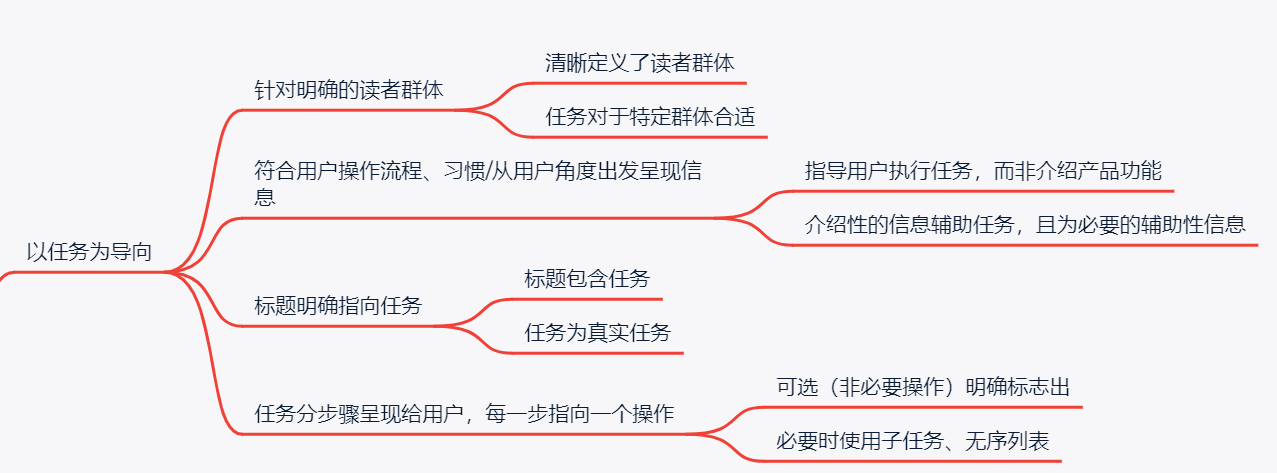 清晰定义了读者群体
针对明确的读者群体
任务对于特定群体合适
符合用户操作流程、习惯/从用户角度出发呈现信
息
指导用户执行任务，而非介绍产品功能
介绍性的信息辅助任务，且为必要的辅助性信息
以任务为导向
标题包含任务
标题明确指向任务
任务为真实任务
可选（非必要操作）明确标志出
任务分步骤呈现给用户，每一步指向一个操作
必要时使用子任务、无序列表